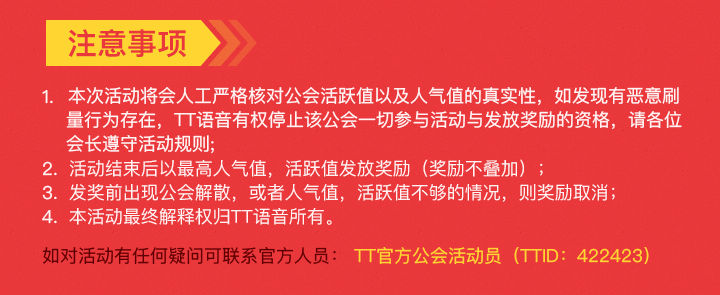 注意事项
1. 本次活动将会人工严格核对公会活跃值以及人气值的真实性，如发现有恶意刷
量行为存在，TT语音有权停止该公会一切参与活动与发放奖励的资格，请各位
会长遵守活动规则;
2. 活动结束后以最高人气值，活跃值发放奖励（奖励不叠加）;
3. 发奖前出现公会解散，或者人气值，活跃值不够的情况，则奖励取消;
4. 本活动最终解释权归TT语音所有。
如对活动有任何疑问可联系官方人员： TT官方公会活动员（TTID：422423）